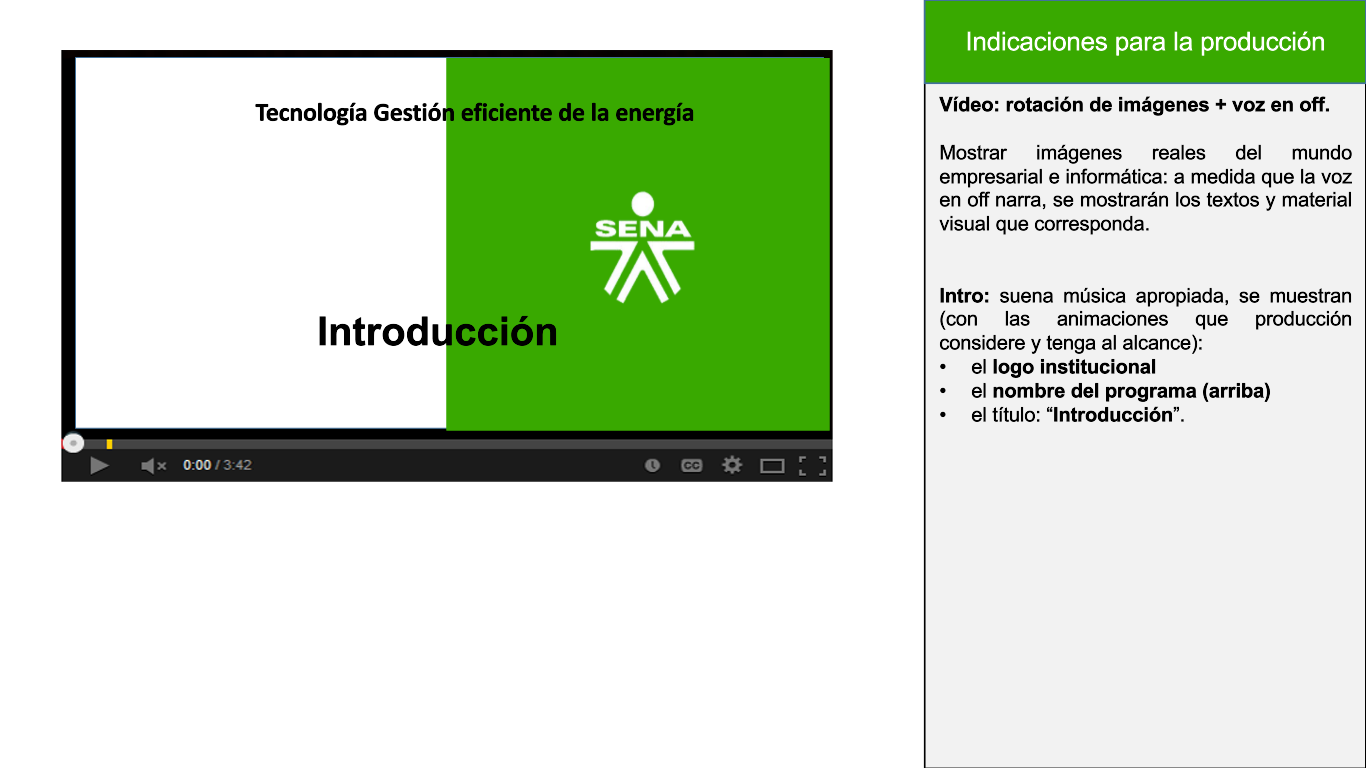 Tecnología Gestión eficiente de la energía
SENA
Introducción
0:00 / 3:42
CC
Indicaciones para la producción
Vídeo: rotación de imágenes + voz en off.
Mostrar imágenes reales del mundo
empresarial e informática: a medida que la voz
en off narra, se mostrarán los textos y material
visual que corresponda.
Intro: suena música apropiada, se muestran
(con las animaciones que producción
considere y tenga al alcance):
• el logo institucional
• el nombre del programa (arriba)
• el título: “Introducción”.